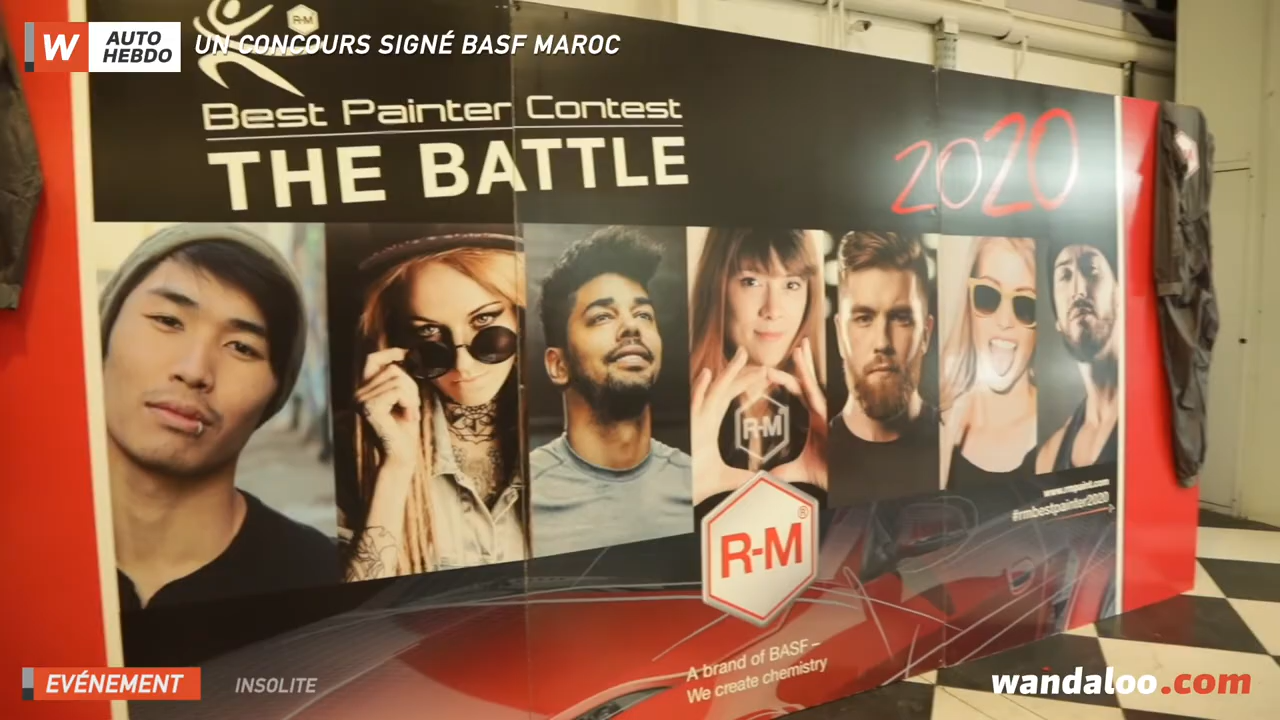 W AUTO HEBDO
UN CONCOURS SIGNÉ BASF MAROC
R-M
Best Painter Contest
THE BATTLE
2020
R-M
www.rmpaint.com
#rmbestpainter2020
R-M®
A brand of BASF –
We create chemistry
EVÉNEMENT INSOLITE
wandaloo.com